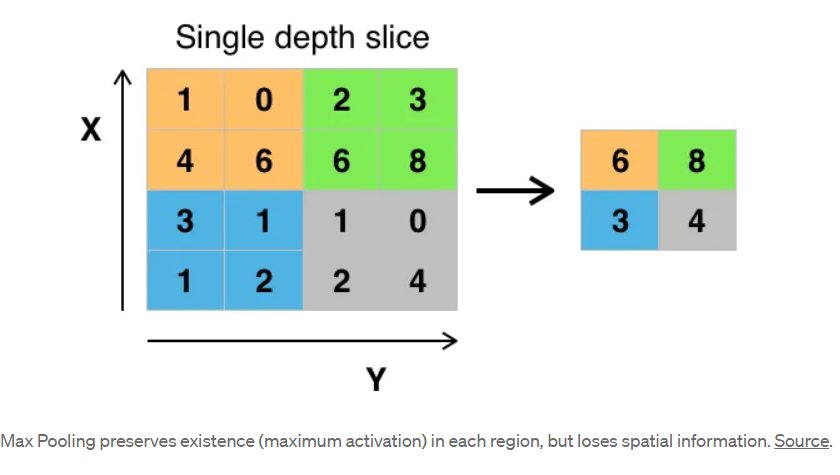 Single depth slice
X
1 0 2 3
4 6 6 8
3 1 1 0
1 2 2 4
6 8
3 4
Y
Max Pooling preserves existence (maximum activation) in each region, but loses spatial information. Source.